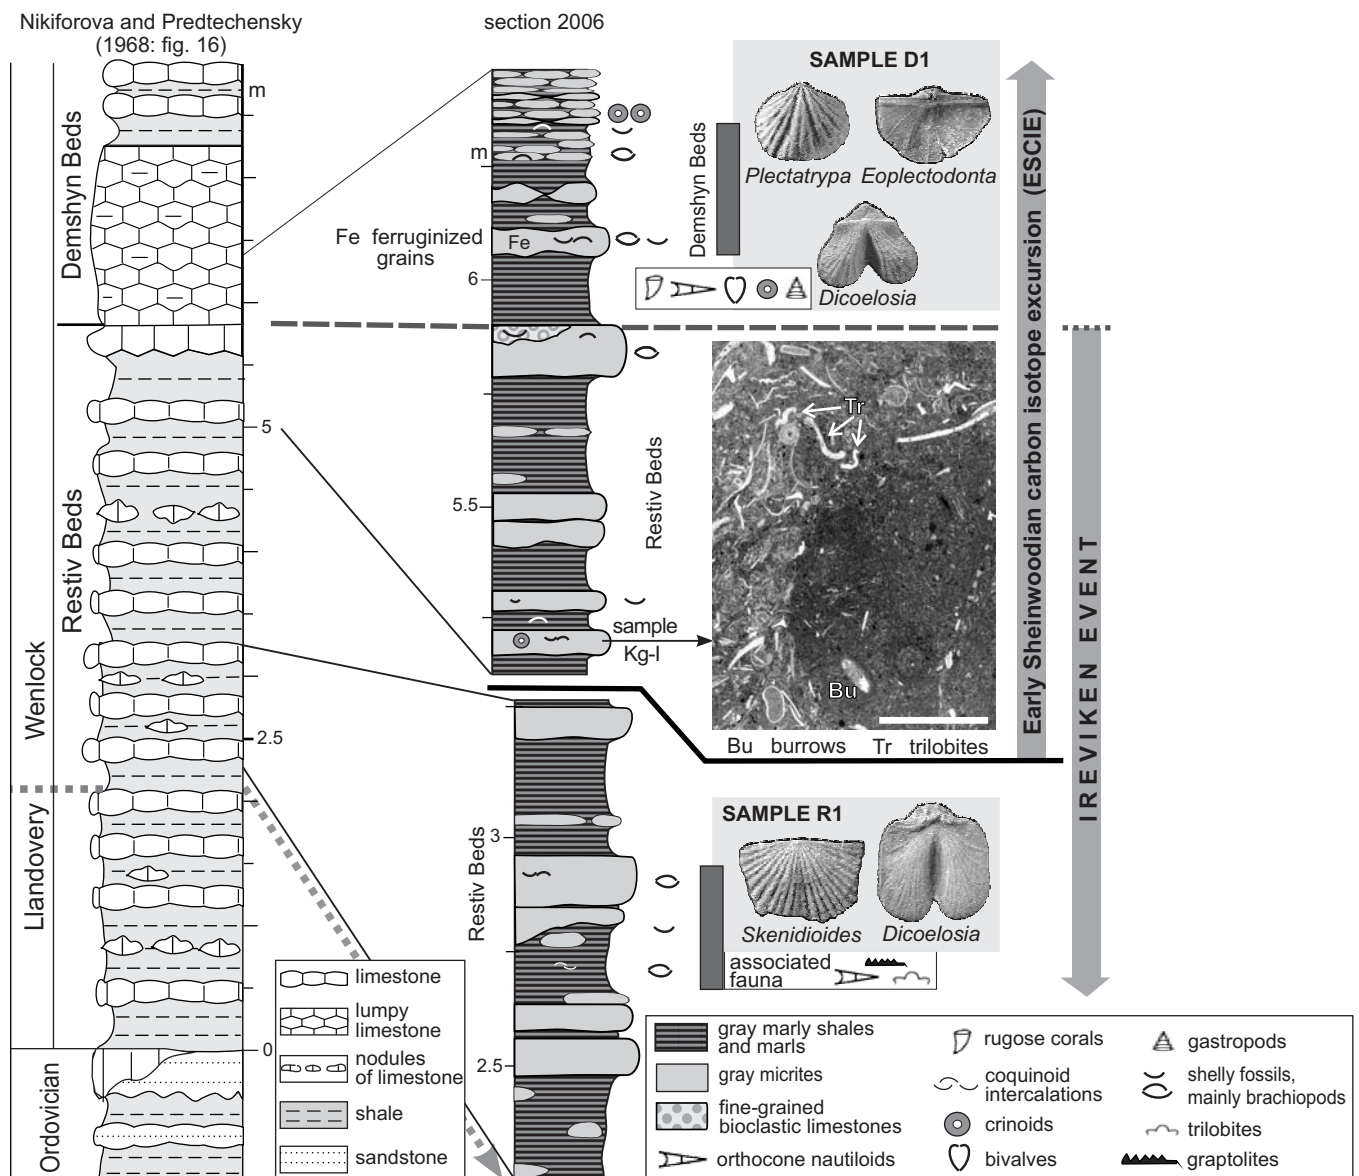 Nikiforova and Predtechensky
(1968: fig. 16)
section 2006
m
Demshyn Beds
Restiv Beds
Wenlock
Llandovery
Ordovician
5
2.5
0
limestone
lumpy
limestone
nodules
of limestone
shale
sandstone
m
Fe ferruginized
grains
Fe
6
5.5
Restiv Beds
sample
Kg-I
3
2.5
Restiv Beds
Demshyn Beds
SAMPLE D1
Plectatrypa Eoplectodonta
Dicoelosia
Tr
Bu
Bu burrows Tr trilobites
SAMPLE R1
Skenidioides Dicoelosia
associated
fauna
Early Sheinwoodian carbon isotope excursion (ESCIE)
IREVIKEN EVENT
gray marly shales
and marls
gray micrites
fine-grained
bioclastic limestones
orthocone nautiloids
rugose corals
coquinoid
intercalations
crinoids
bivalves
gastropods
shelly fossils,
mainly brachiopods
trilobites
graptolites